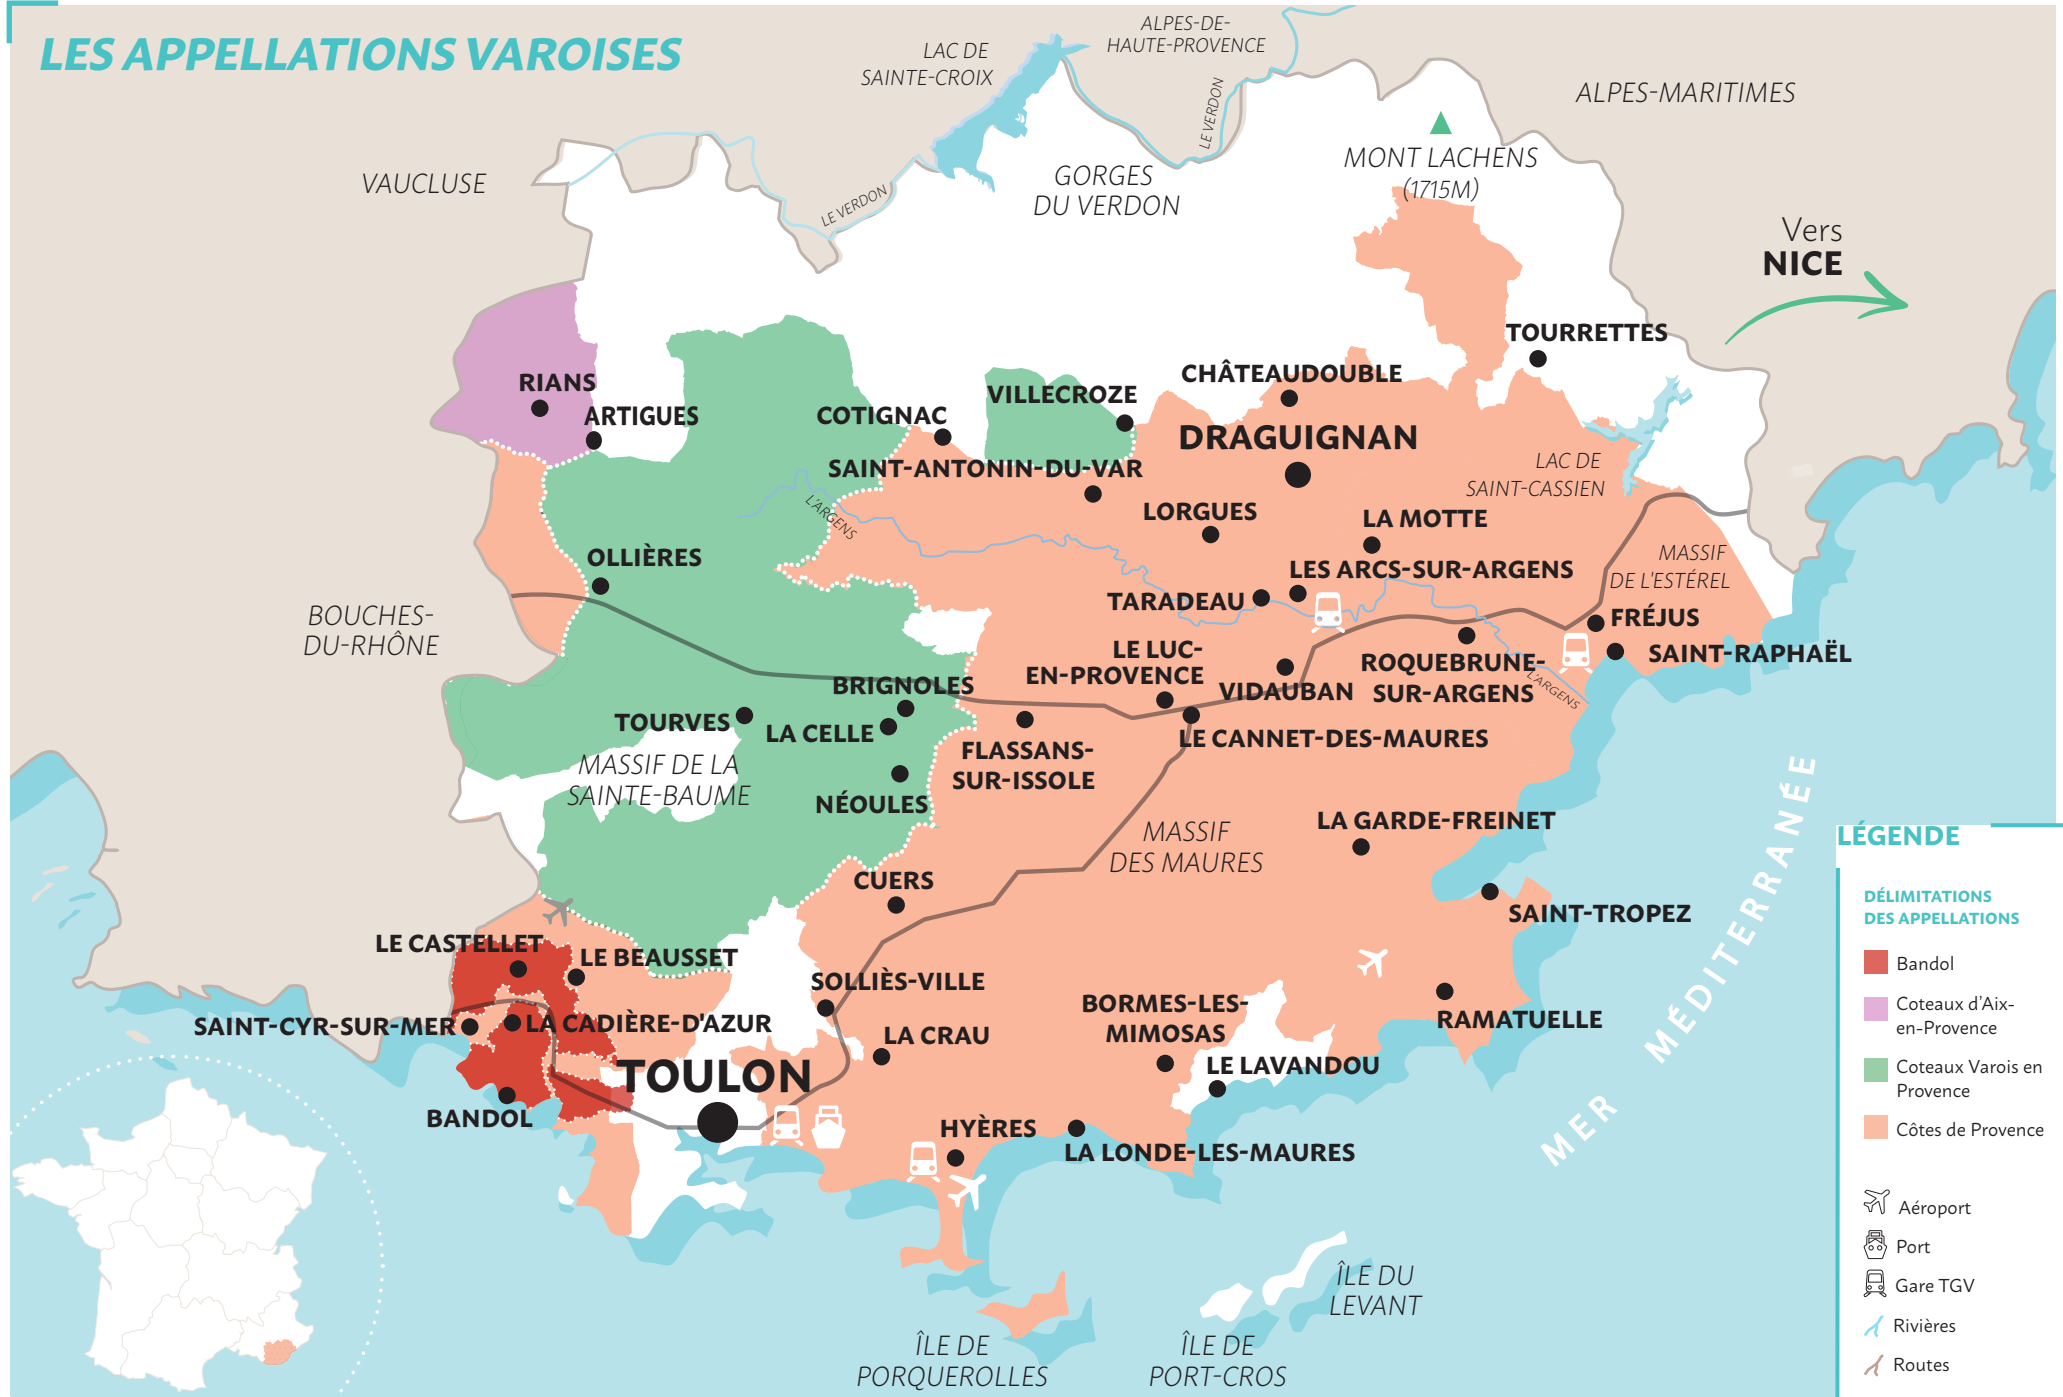 LES APPELLATIONS VAROISES
ALPES-DE-
HAUTE-PROVENCE
LAC DE
SAINTE-CROIX
LE VERDON
ALPES-MARITIMES
VAUCLUSE
LE VERDON
GORGES
DU VERDON
MONT LACHENS
(1715M)
Vers
NICE
TOURRETTES
RIANS
ARTIGUES
COTIGNAC
VILLECROZE
CHÂTEAUDOUBLE
DRAGUIGNAN
SAINT-ANTONIN-DU-VAR
LAC DE
SAINT-CASSIEN
L'ARGENS
LORGUES
LA MOTTE
OLLIÈRES
MASSIF
DE L'ESTÉREL
LES ARCS-SUR-ARGENS
TARADEAU
BOUCHES-
DU-RHÔNE
FRÉJUS
SAINT-RAPHAËL
LE LUC-
EN-PROVENCE
VIDAUBAN
ROQUEBRUNE-
SUR-ARGENS
L'ARGENS
BRIGNOLES
TOURVES
LA CELLE
FLASSANS-
SUR-ISSOLE
LE CANNET-DES-MAURES
MASSIF DE LA
SAINTE-BAUME
NÉOULES
MASSIF
DES MAURES
LA GARDE-FREINET
CUERS
SAINT-TROPEZ
LE CASTELLET
LE BEAUSSET
SOLLIÈS-VILLE
SAINT-CYR-SUR-MER
LA CADIÈRE-D'AZUR
LA CRAU
BORMES-LES-
MIMOSAS
RAMATUELLE
LE LAVANDOU
TOULON
BANDOL
HYÈRES
LA LONDE-LES-MAURES
MER MÉDITERRANÉE
ÎLE DU
LEVANT
ÎLE DE
PORQUEROLLES
ÎLE DE
PORT-CROS
LÉGENDE
DÉLIMITATIONS
DES APPELLATIONS
Bandol
Coteaux d'Aix-
en-Provence
Coteaux Varois en
Provence
Côtes de Provence
Aéroport
Port
Gare TGV
Rivières
Routes